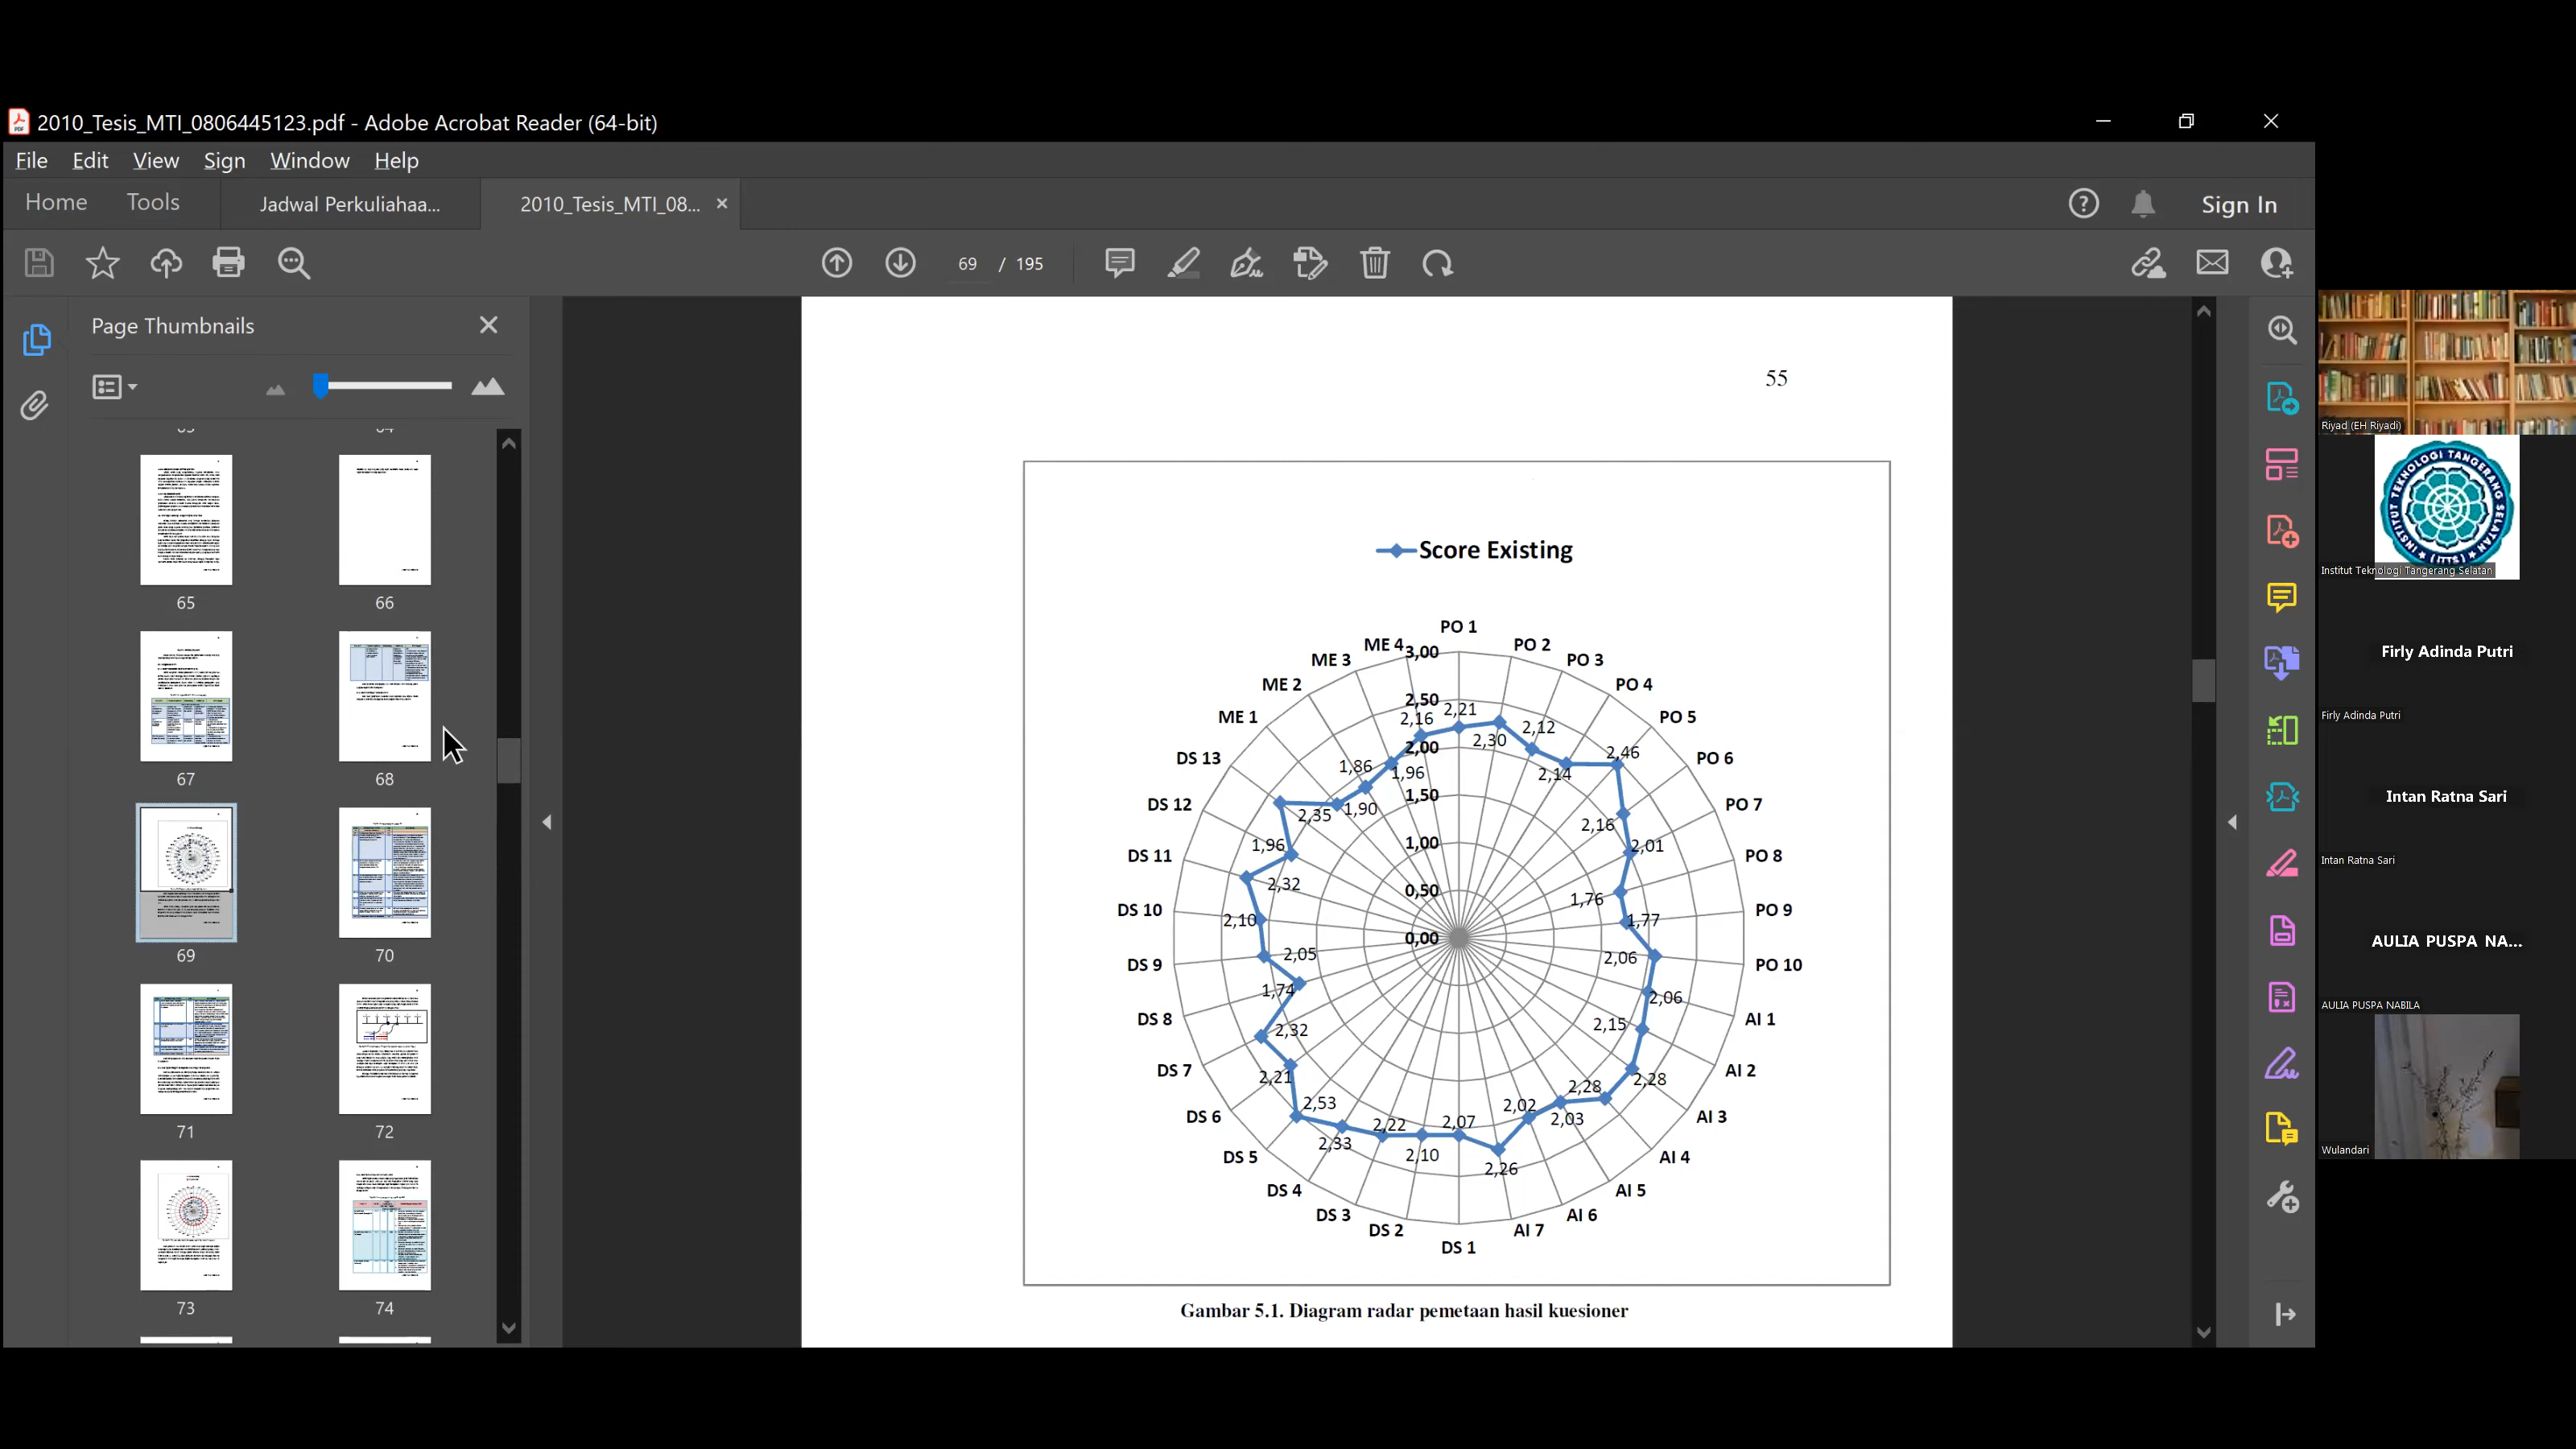 2010_Tesis_MTI_0806445123.pdf - Adobe Acrobat Reader (64-bit)
File Edit View Sign Window Help
Home Tools Jadwal Perkuliahaa... 2010_Tesis_MTI_08... Sign In
69 / 195
Page Thumbnails
65 66
67 68
69 70
71 72
73 74
55
Score Existing
PO 1
PO 2
PO 3
PO 4
PO 5
PO 6
PO 7
PO 8
PO 9
PO 10
AI 1
AI 2
AI 3
AI 4
AI 5
AI 6
AI 7
DS 1
DS 2
DS 3
DS 4
DS 5
DS 6
DS 7
DS 8
DS 9
DS 10
DS 11
DS 12
DS 13
ME 1
ME 2
ME 3
ME 4
3,00
2,50
2,00
1,50
1,00
0,50
0,00
2,21
2,30
2,12
2,14
2,46
2,16
2,01
1,76
1,77
2,06
2,06
2,15
2,28
2,28
2,03
2,02
2,26
2,07
2,10
2,22
2,33
2,53
2,21
2,32
1,74
2,05
2,10
2,32
1,96
2,35
1,90
1,86
1,96
2,16
Gambar 5.1. Diagram radar pemetaan hasil kuesioner
Riyad (EH Riyadi)
INSTITUT TEKNOLOGI TANGERANG SELATAN
(ITTS)
Institut Teknologi Tangerang Selatan
Firly Adinda Putri
Firly Adinda Putri
Intan Ratna Sari
Intan Ratna Sari
AULIA PUSPA NA...
AULIA PUSPA NABILA
Wulandari